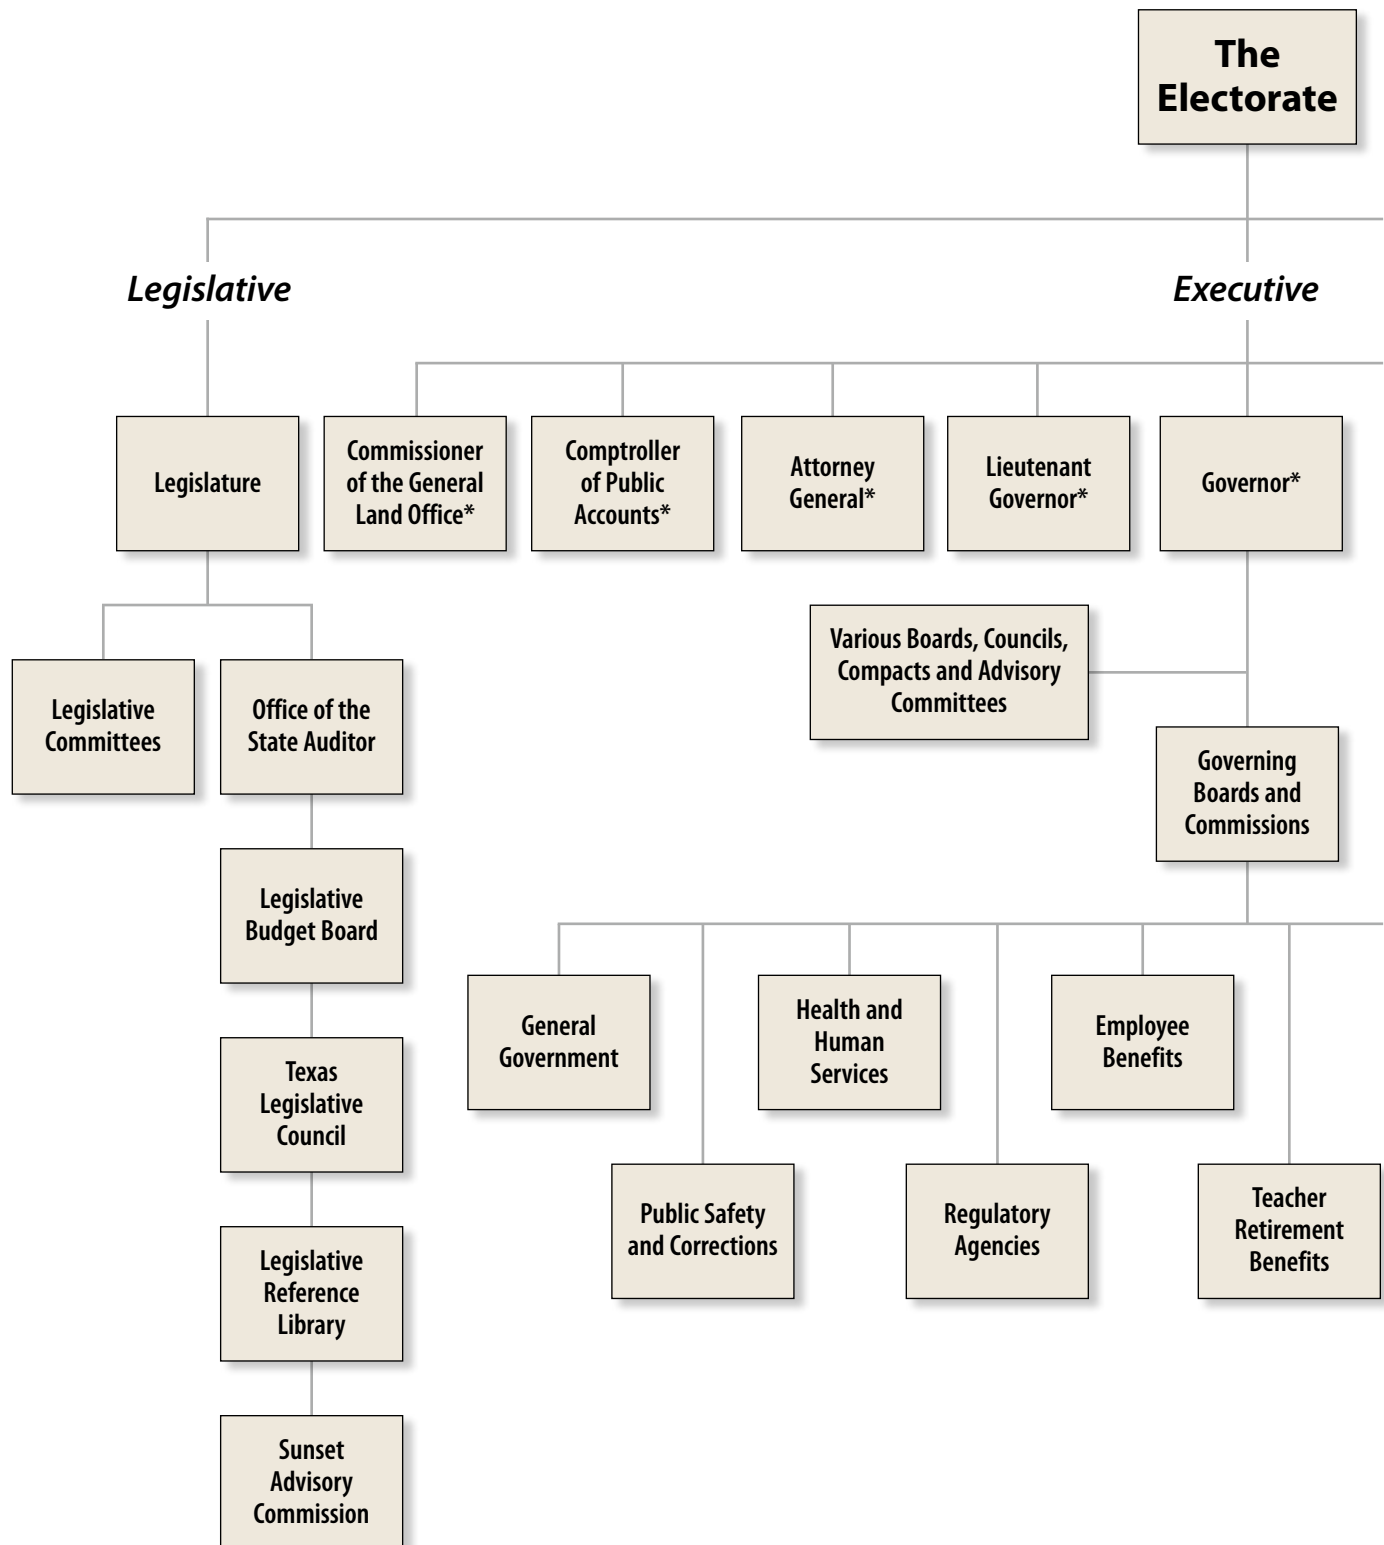 The
Electorate
Legislative
Executive
Legislature
Commissioner
of the General
Land Office*
Comptroller
of Public
Accounts*
Attorney
General*
Lieutenant
Governor*
Governor*
Various Boards, Councils,
Compacts and Advisory
Committees
Legislative
Committees
Office of the
State Auditor
Governing
Boards and
Commissions
Legislative
Budget Board
General
Government
Health and
Human
Services
Employee
Benefits
Texas
Legislative
Council
Public Safety
and Corrections
Regulatory
Agencies
Teacher
Retirement
Benefits
Legislative
Reference
Library
Sunset
Advisory
Commission